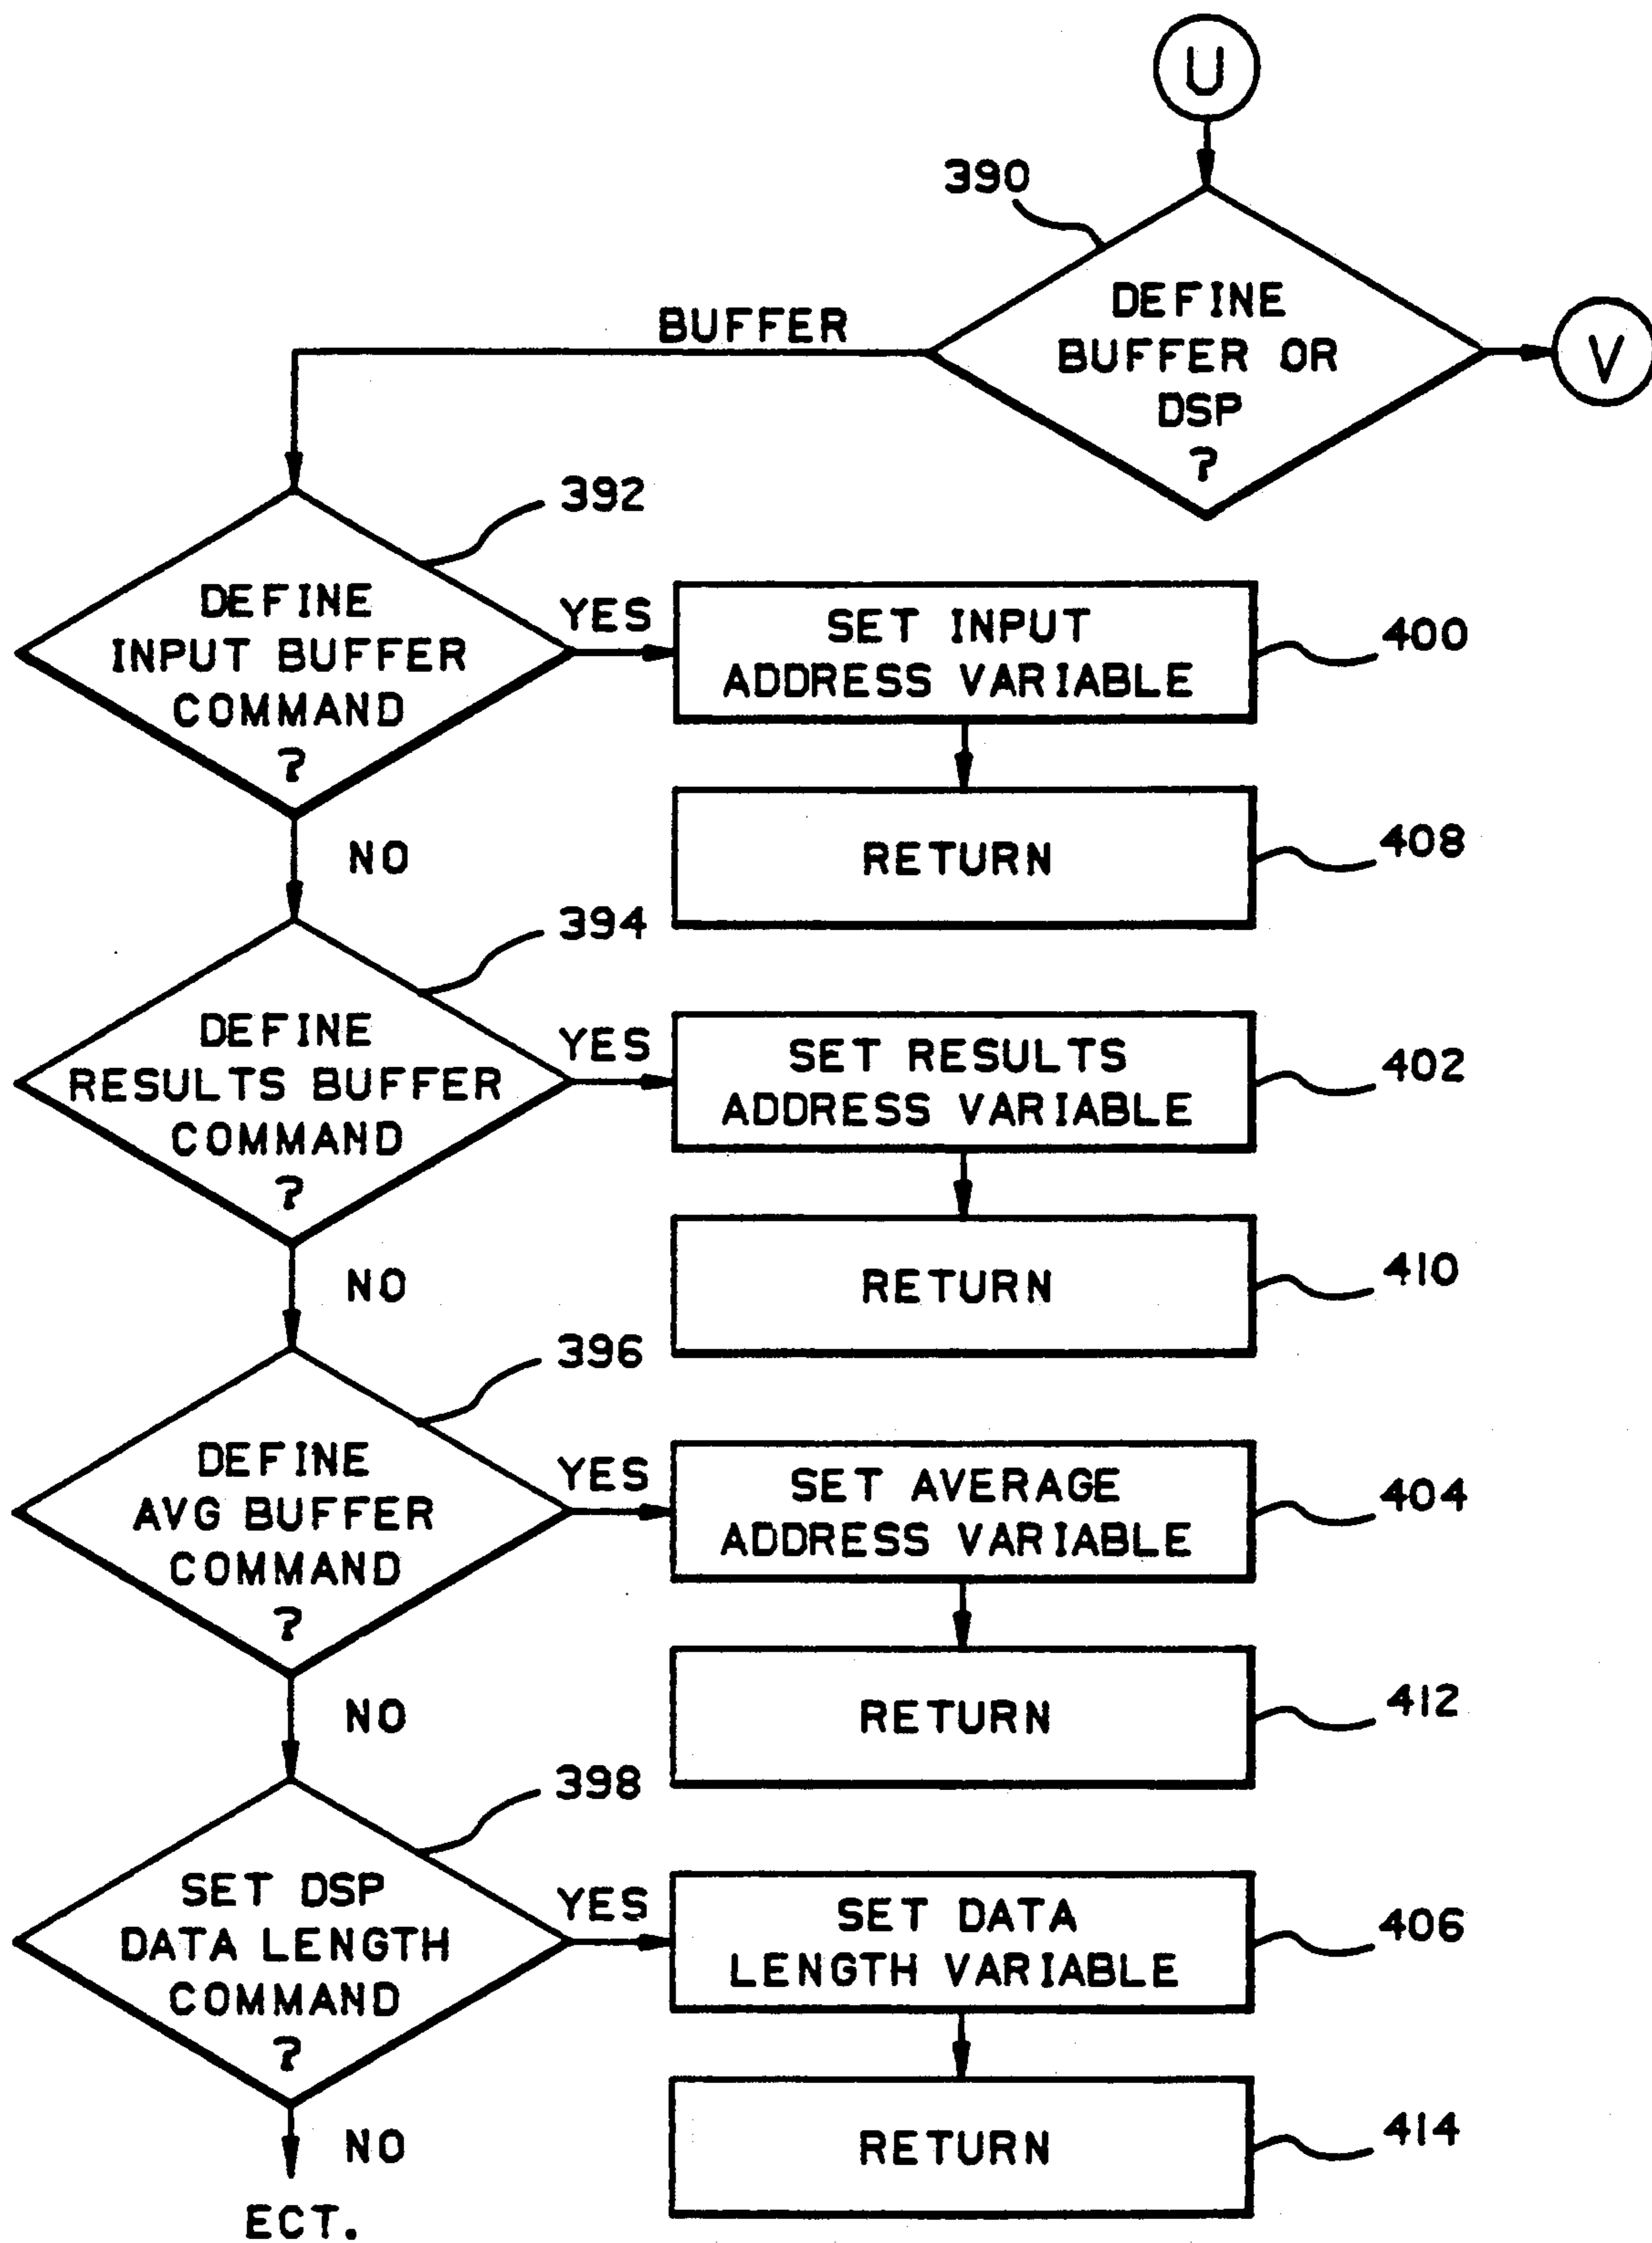 U
390
DEFINE
BUFFER OR
DSP
?
BUFFER
V
392
DEFINE
INPUT BUFFER
COMMAND
?
YES
SET INPUT
ADDRESS VARIABLE
400
NO
RETURN
408
394
DEFINE
RESULTS BUFFER
COMMAND
?
YES
SET RESULTS
ADDRESS VARIABLE
402
NO
RETURN
410
396
DEFINE
AVG BUFFER
COMMAND
?
YES
SET AVERAGE
ADDRESS VARIABLE
404
NO
RETURN
412
398
SET DSP
DATA LENGTH
COMMAND
?
YES
SET DATA
LENGTH VARIABLE
406
NO
RETURN
414
ECT.